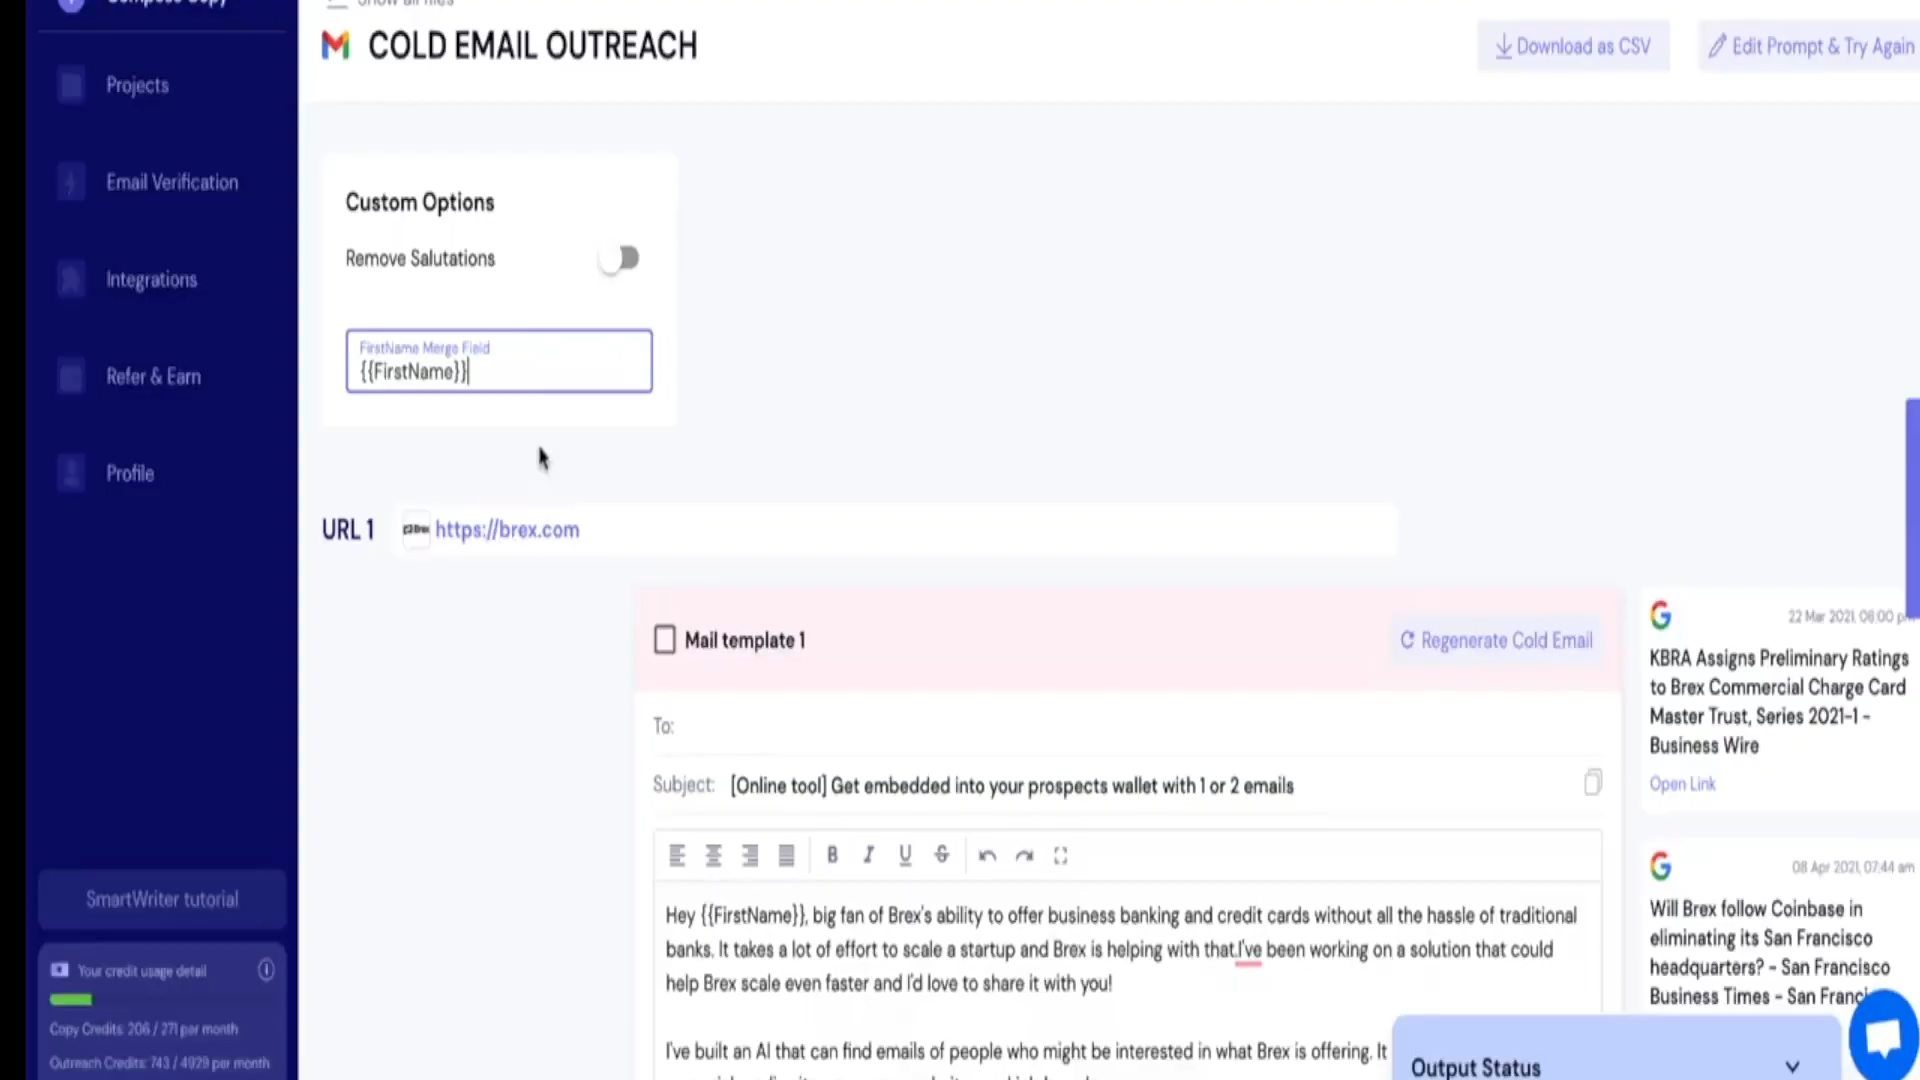 Compose Copy
Show all files
COLD EMAIL OUTREACH
Download as CSV
Edit Prompt & Try Again
Projects
Email Verification
Integrations
Refer & Earn
Profile
Custom Options
Remove Salutations
FirstName Merge Field
{{FirstName}}
URL 1
https://brex.com
Mail template 1
Regenerate Cold Email
To:
Subject: [Online tool] Get embedded into your prospects wallet with 1 or 2 emails
Hey {{FirstName}}, big fan of Brex's ability to offer business banking and credit cards without all the hassle of traditional
banks. It takes a lot of effort to scale a startup and Brex is helping with that.I've been working on a solution that could
help Brex scale even faster and I'd love to share it with you!
I've built an AI that can find emails of people who might be interested in what Brex is offering. It
22 Mar 2021, 08:00
KBRA Assigns Preliminary Ratings
to Brex Commercial Charge Card
Master Trust, Series 2021-1 -
Business Wire
Open Link
08 Apr 2021, 07:44 am
Will Brex follow Coinbase in
eliminating its San Francisco
headquarters? - San Francisco
Business Times - San
Output Status
SmartWriter tutorial
Your credit usage detail
Copy Credits: 206 / 271 per month
Outreach Credits: 743 / 4929 per month